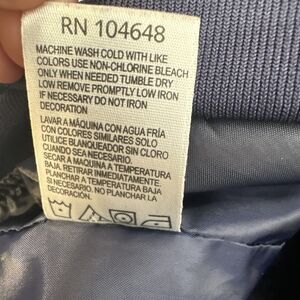 RN 104648
MACHINE WASH COLD WITH LIKE
COLORS USE NON-CHLORINE BLEACH
ONLY WHEN NEEDED TUMBLE DRY
LOW REMOVE PROMPTLY LOW IRON
IF NECESSARY DO NOT IRON
DECORATION
LAVAR A MÁQUINA CON AGUA FRÍA
CON COLORES SIMILARES SOLO
UTILICE BLANQUEADOR SIN CLORO
CUANDO SEA NECESARIO
SECAR A MAQUINA A TEMPERATURA
BAJA INMEDIATAMENTE RETIRAR
PLANCHAR A TEMPERATURA BAJA
SI NECESARIO. NO PLANCHAR LA
DECORACIÓN.